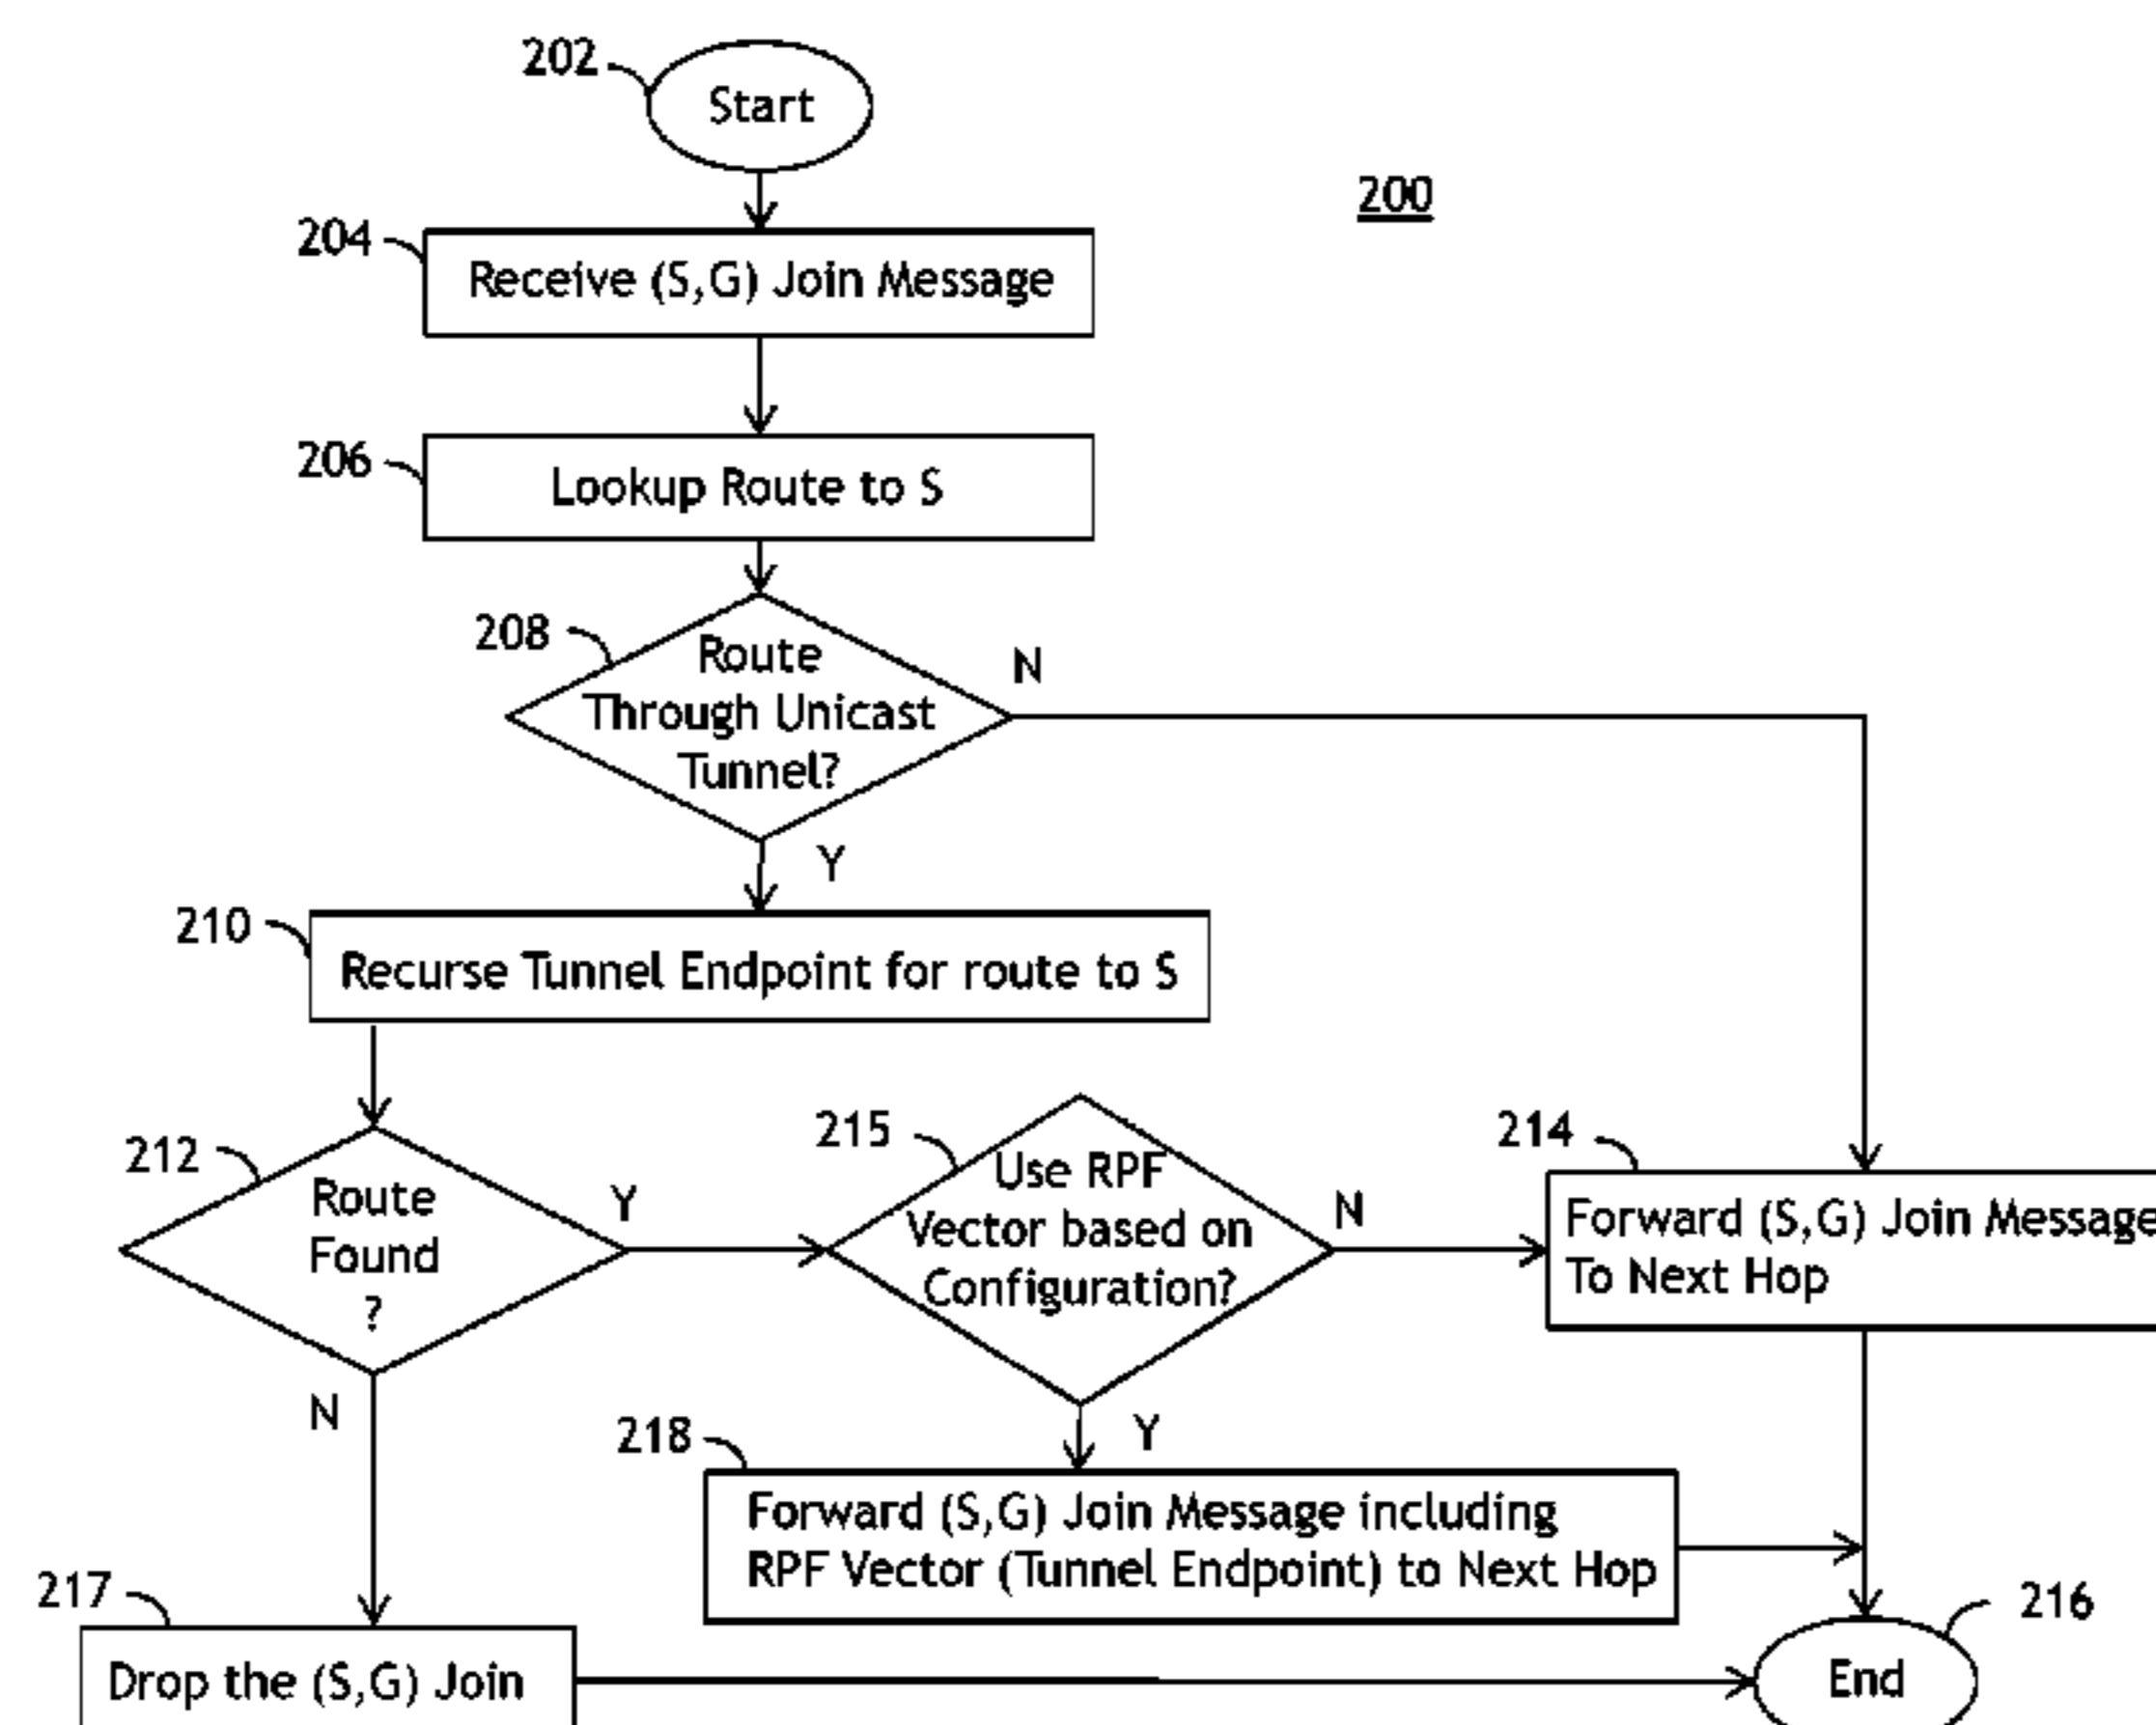 202
Start
200
204
Receive (S,G) Join Message
206
Lookup Route to S
208
Route
Through Unicast
Tunnel?
N
Y
210
Recurse Tunnel Endpoint for route to S
212
Route
Found
?
Y
N
215
Use RPF
Vector based on
Configuration?
N
Y
214
Forward (S,G) Join Message
To Next Hop
218
Forward (S,G) Join Message including
RPF Vector (Tunnel Endpoint) to Next Hop
217
Drop the (S,G) Join
216
End